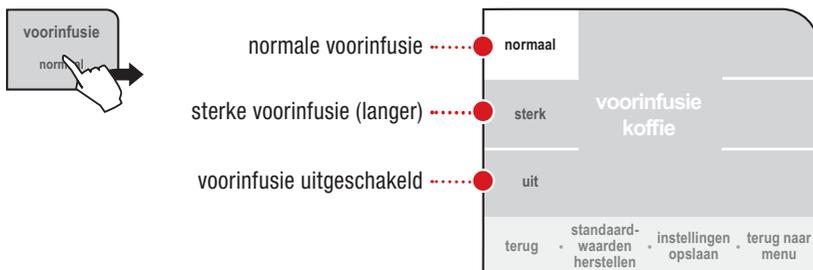 voorinfusie
normaal
normale voorinfusie
sterke voorinfusie (langer)
voorinfusie uitgeschakeld
normaal
sterk
uit
voorinfusie
koffie
terug
standaard-
waarden
herstellen
instellingen
opslaan
terug naar
menu